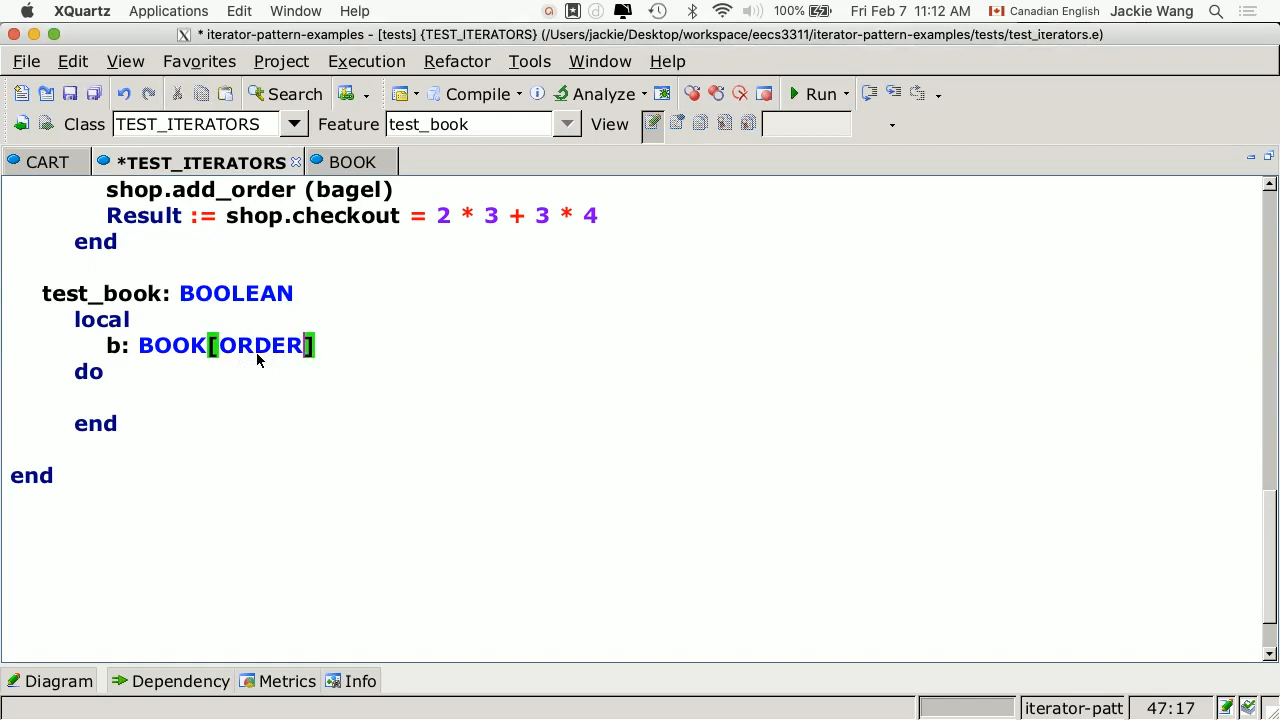 XQuartz Applications Edit Window Help 100% Fri Feb 7 11:12 AM Canadian English Jackie Wang
* iterator-pattern-examples - [tests] {TEST_ITERATORS} (/Users/jackie/Desktop/workspace/eecs3311/iterator-pattern-examples/tests/test_iterators.e)
File Edit View Favorites Project Execution Refactor Tools Window Help
Search Compile Analyze Run
Class TEST_ITERATORS Feature test_book View
CART *TEST_ITERATORS BOOK
shop.add_order (bagel)
Result := shop.checkout = 2 * 3 + 3 * 4
end
test_book: BOOLEAN
local
b: BOOK[ORDER]
do
end
end
Diagram Dependency Metrics Info
iterator-patt 47:17